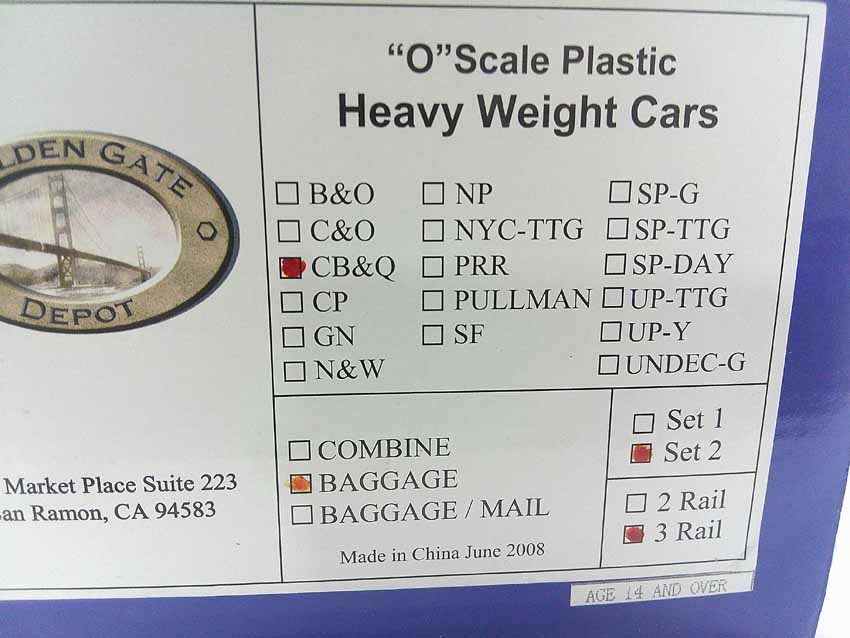 “O”Scale Plastic
Heavy Weight Cars
LDEN GATE
DEPOT
☐ B&O ☐ NP ☐ SP-G
☐ C&O ☐ NYC-TTG ☐ SP-TTG
☒ CB&Q ☐ PRR ☐ SP-DAY
☐ CP ☐ PULLMAN ☐ UP-TTG
☐ GN ☐ SF ☐ UP-Y
☐ N&W ☐ UNDEC-G
Market Place Suite 223
an Ramon, CA 94583
☐ COMBINE
☒ BAGGAGE
☐ BAGGAGE / MAIL
Made in China June 2008
☐ Set 1
☒ Set 2
☐ 2 Rail
☒ 3 Rail
AGE 14 AND OVER